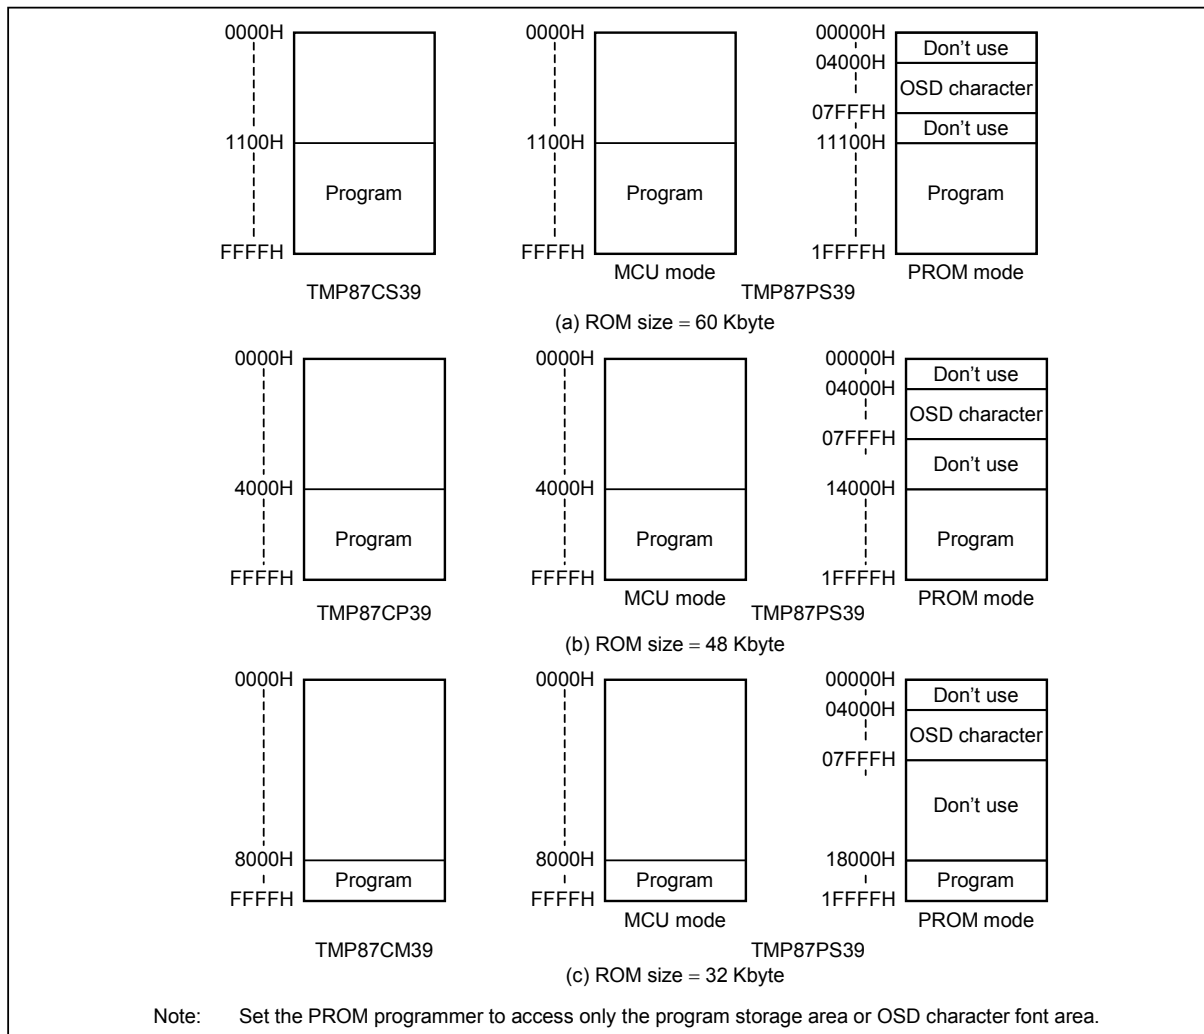 0000H 0000H 00000H
Don't use
04000H
OSD character
07FFFH
Don't use
1100H 1100H 11100H
Program Program Program
FFFFH FFFFH 1FFFFH
MCU mode PROM mode
TMP87CS39 TMP87PS39
(a) ROM size = 60 Kbyte
0000H 0000H 00000H
Don't use
04000H
OSD character
07FFFH
Don't use
4000H 4000H 14000H
Program Program Program
FFFFH FFFFH 1FFFFH
MCU mode PROM mode
TMP87CP39 TMP87PS39
(b) ROM size = 48 Kbyte
0000H 0000H 00000H
Don't use
04000H
OSD character
07FFFH
Don't use
8000H 8000H 18000H
Program Program Program
FFFFH FFFFH 1FFFFH
MCU mode PROM mode
TMP87CM39 TMP87PS39
(c) ROM size = 32 Kbyte
Note: Set the PROM programmer to access only the program storage area or OSD character font area.